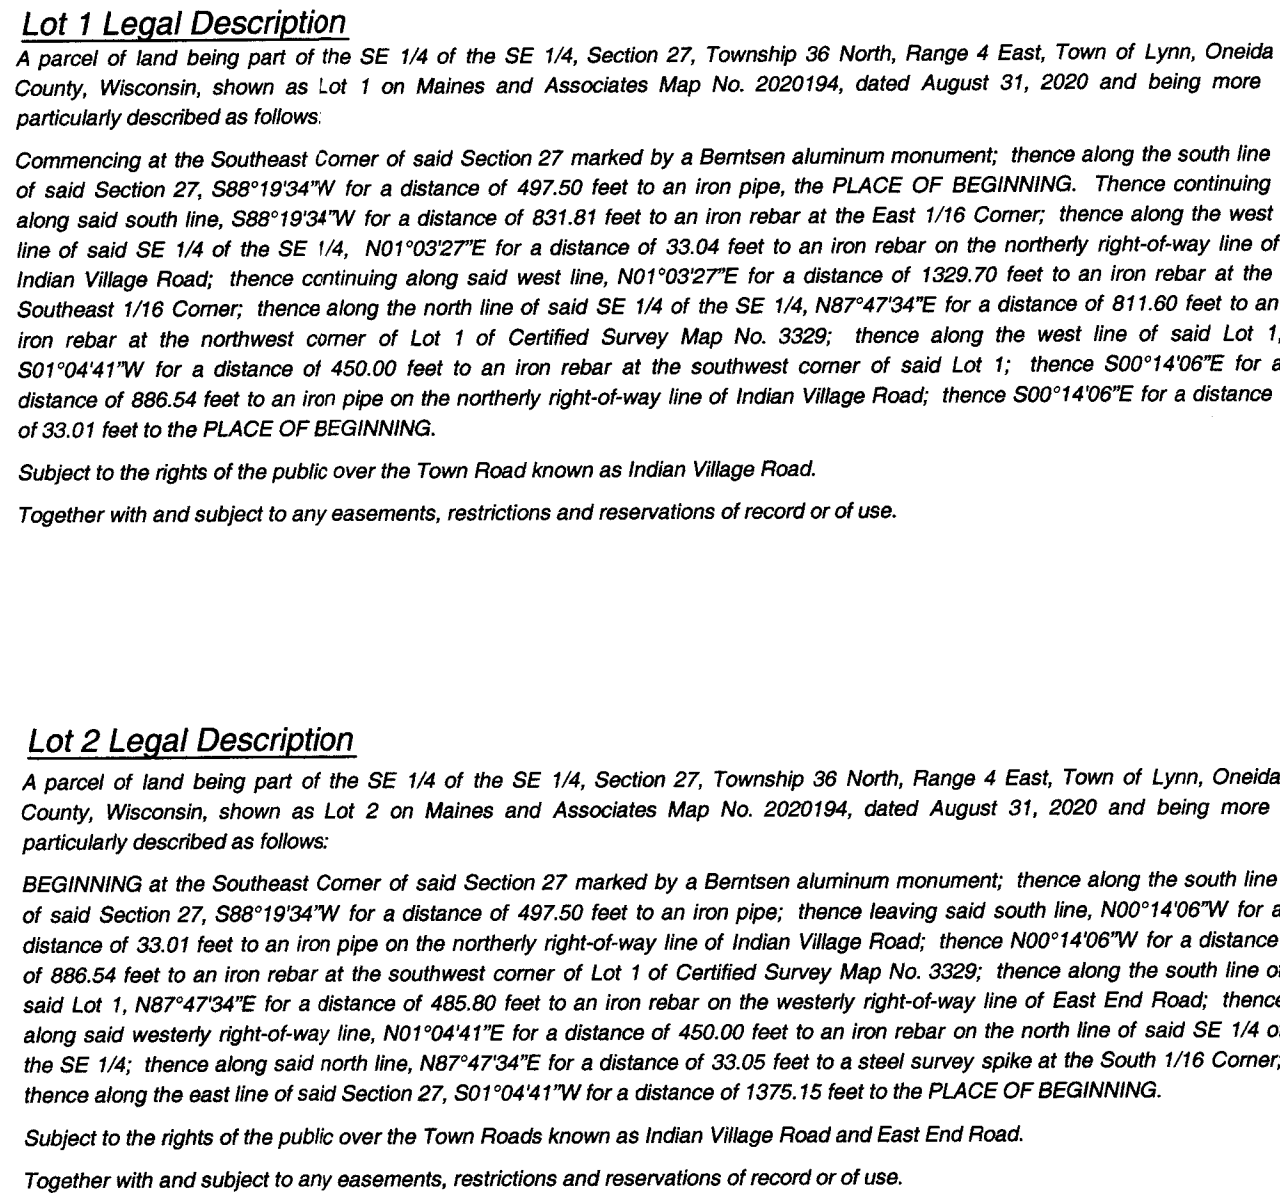 Lot 1 Legal Description
A parcel of land being part of the SE 1/4 of the SE 1/4, Section 27, Township 36 North, Range 4 East, Town of Lynn, Oneida
County, Wisconsin, shown as Lot 1 on Maines and Associates Map No. 2020194, dated August 31, 2020 and being more
particularly described as follows:
Commencing at the Southeast Corner of said Section 27 marked by a Berntsen aluminum monument; thence along the south line
of said Section 27, S88°19'34"W for a distance of 497.50 feet to an iron pipe, the PLACE OF BEGINNING. Thence continuing
along said south line, S88°19'34"W for a distance of 831.81 feet to an iron rebar at the East 1/16 Corner; thence along the west
line of said SE 1/4 of the SE 1/4, N01°03'27"E for a distance of 33.04 feet to an iron rebar on the northerly right-of-way line of
Indian Village Road; thence continuing along said west line, N01°03'27"E for a distance of 1329.70 feet to an iron rebar at the
Southeast 1/16 Corner; thence along the north line of said SE 1/4 of the SE 1/4, N87°47'34"E for a distance of 811.60 feet to an
iron rebar at the northwest corner of Lot 1 of Certified Survey Map No. 3329; thence along the west line of said Lot 1,
S01°04'41"W for a distance of 450.00 feet to an iron rebar at the southwest corner of said Lot 1; thence S00°14'06"E for a
distance of 886.54 feet to an iron pipe on the northerly right-of-way line of Indian Village Road; thence S00°14'06"E for a distance
of 33.01 feet to the PLACE OF BEGINNING.
Subject to the rights of the public over the Town Road known as Indian Village Road.
Together with and subject to any easements, restrictions and reservations of record or of use.
Lot 2 Legal Description
A parcel of land being part of the SE 1/4 of the SE 1/4, Section 27, Township 36 North, Range 4 East, Town of Lynn, Oneida
County, Wisconsin, shown as Lot 2 on Maines and Associates Map No. 2020194, dated August 31, 2020 and being more
particularly described as follows:
BEGINNING at the Southeast Corner of said Section 27 marked by a Berntsen aluminum monument; thence along the south line
of said Section 27, S88°19'34"W for a distance of 497.50 feet to an iron pipe; thence leaving said south line, N00°14'06"W for a
distance of 33.01 feet to an iron pipe on the northerly right-of-way line of Indian Village Road; thence N00°14'06"W for a distance
of 886.54 feet to an iron rebar at the southwest corner of Lot 1 of Certified Survey Map No. 3329; thence along the south line of
said Lot 1, N87°47'34"E for a distance of 485.80 feet to an iron rebar on the westerly right-of-way line of East End Road; thence
along said westerly right-of-way line, N01°04'41"E for a distance of 450.00 feet to an iron rebar on the north line of said SE 1/4 of
the SE 1/4; thence along said north line, N87°47'34"E for a distance of 33.05 feet to a steel survey spike at the South 1/16 Corner;
thence along the east line of said Section 27, S01°04'41"W for a distance of 1375.15 feet to the PLACE OF BEGINNING.
Subject to the rights of the public over the Town Roads known as Indian Village Road and East End Road.
Together with and subject to any easements, restrictions and reservations of record or of use.